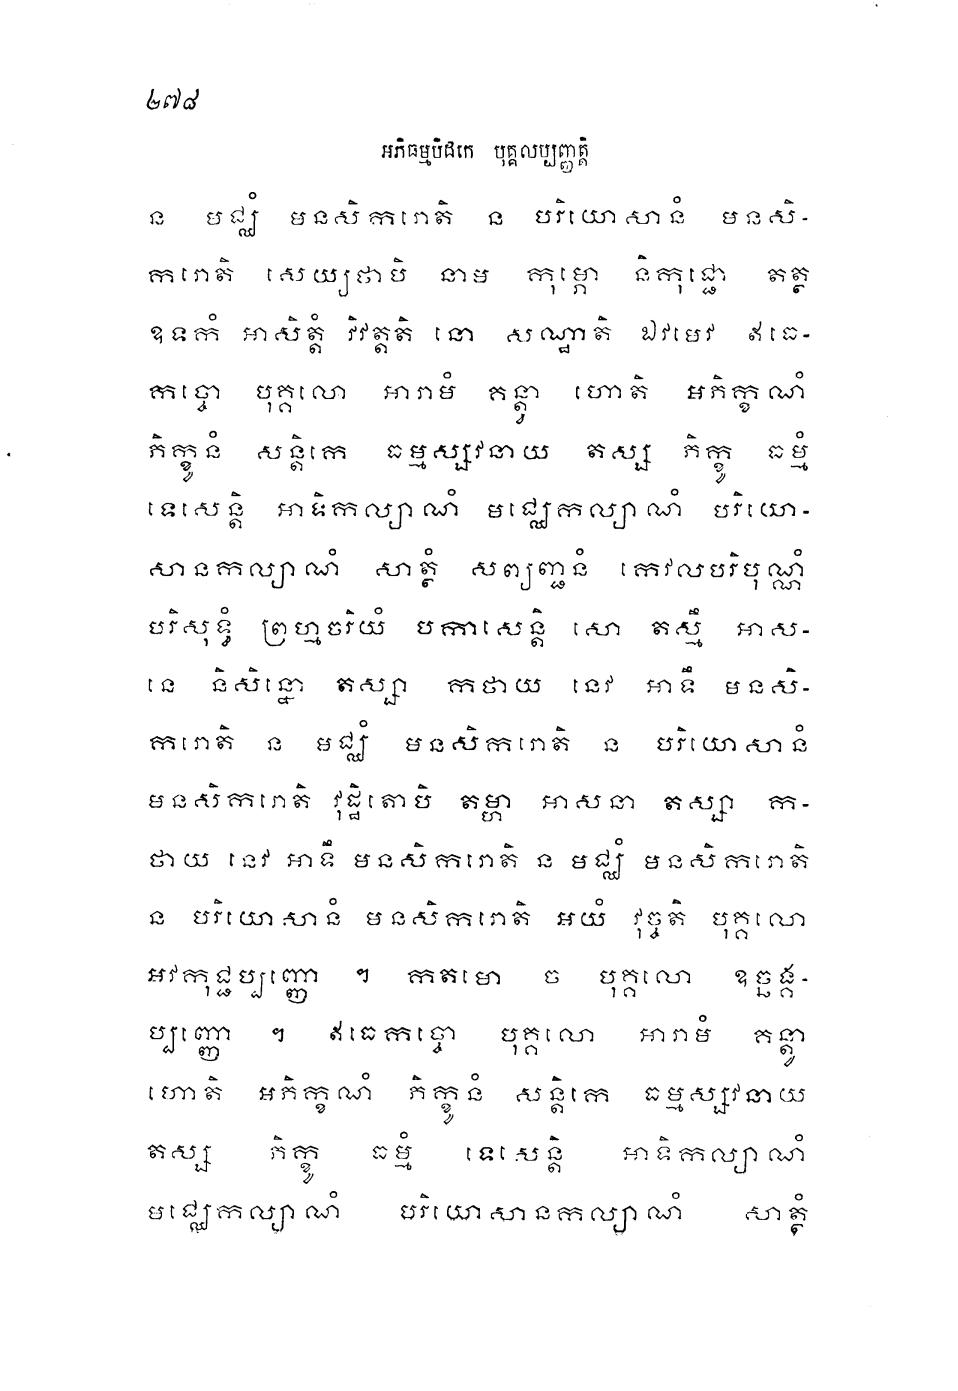 ២៧៨
អភិធម្មបិដកេ បុគ្គលប្បញ្ញត្តិ
ន មជ្ឈំ មនសិករោតិ ន បរិយោសានំ មនសិ-
ករោតិ សេយ្យថាបិ នាម កុម្ភោ និកុជ្ជោ តត្ថ
ឧទកំ អាសិត្តំ វិវត្តតិ នោ សណ្ឋាតិ ឯវមេវ ឥធេ-
កច្ចោ បុគ្គលោ អារាមំ គន្ត្វា ហោតិ អភិក្ខណំ
ភិក្ខូនំ សន្តិកេ ធម្មស្សវនាយ តស្ស ភិក្ខូ ធម្មំ
ទេសេន្តិ អាទិកល្យាណំ មជ្ឈេកល្យាណំ បរិយោ-
សានកល្យាណំ សាត្ថំ សព្យញ្ជនំ កេវលបរិបុណ្ណំ
បរិសុទ្ធំ ព្រហ្មចរិយំ បកាសេន្តិ សោ តស្មឹ អាស-
នេ និសិន្នោ តស្សា កថាយ នេវ អាទឹ មនសិ-
ករោតិ ន មជ្ឈំ មនសិករោតិ ន បរិយោសានំ
មនសិករោតិ វុដ្ឋិតោបិ តម្ហា អាសនា តស្សា ក-
ថាយ នេវ អាទឹ មនសិករោតិ ន មជ្ឈំ មនសិករោតិ
ន បរិយោសានំ មនសិករោតិ អយំ វុច្ចតិ បុគ្គលោ
អវកុជ្ជប្បញ្ញោ ។ កតមោ ច បុគ្គលោ ឧច្ឆង្គ-
ប្បញ្ញោ ។ ឥធេកច្ចោ បុគ្គលោ អារាមំ គន្ត្វា
ហោតិ អភិក្ខណំ ភិក្ខូនំ សន្តិកេ ធម្មស្សវនាយ
តស្ស ភិក្ខូ ធម្មំ ទេសេន្តិ អាទិកល្យាណំ
មជ្ឈេកល្យាណំ បរិយោសានកល្យាណំ សាត្ថំ